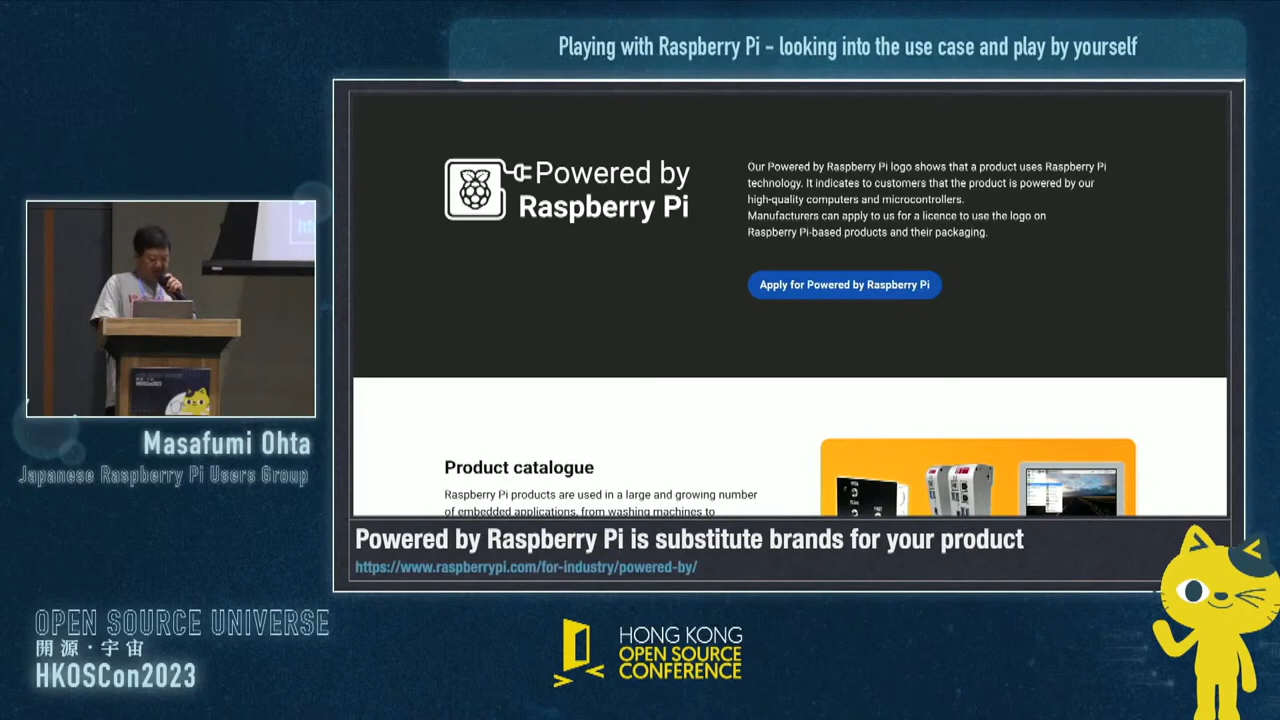 Playing with Raspberry Pi - looking into the use case and play by yourself
Powered by
Raspberry Pi
Our Powered by Raspberry Pi logo shows that a product uses Raspberry Pi
technology. It indicates to customers that the product is powered by our
high-quality computers and microcontrollers.
Manufacturers can apply to us for a licence to use the logo on
Raspberry Pi-based products and their packaging.
Apply for Powered by Raspberry Pi
Product catalogue
Raspberry Pi products are used in a large and growing number
of embedded applications, from washing machines to
Powered by Raspberry Pi is substitute brands for your product
https://www.raspberrypi.com/for-industry/powered-by/
HKOSCon2023
Masafumi Ohta
Japanese Raspberry Pi Users Group
OPEN SOURCE UNIVERSE
開源·宇宙
HKOSCon2023
HONG KONG
OPEN SOURCE
CONFERENCE